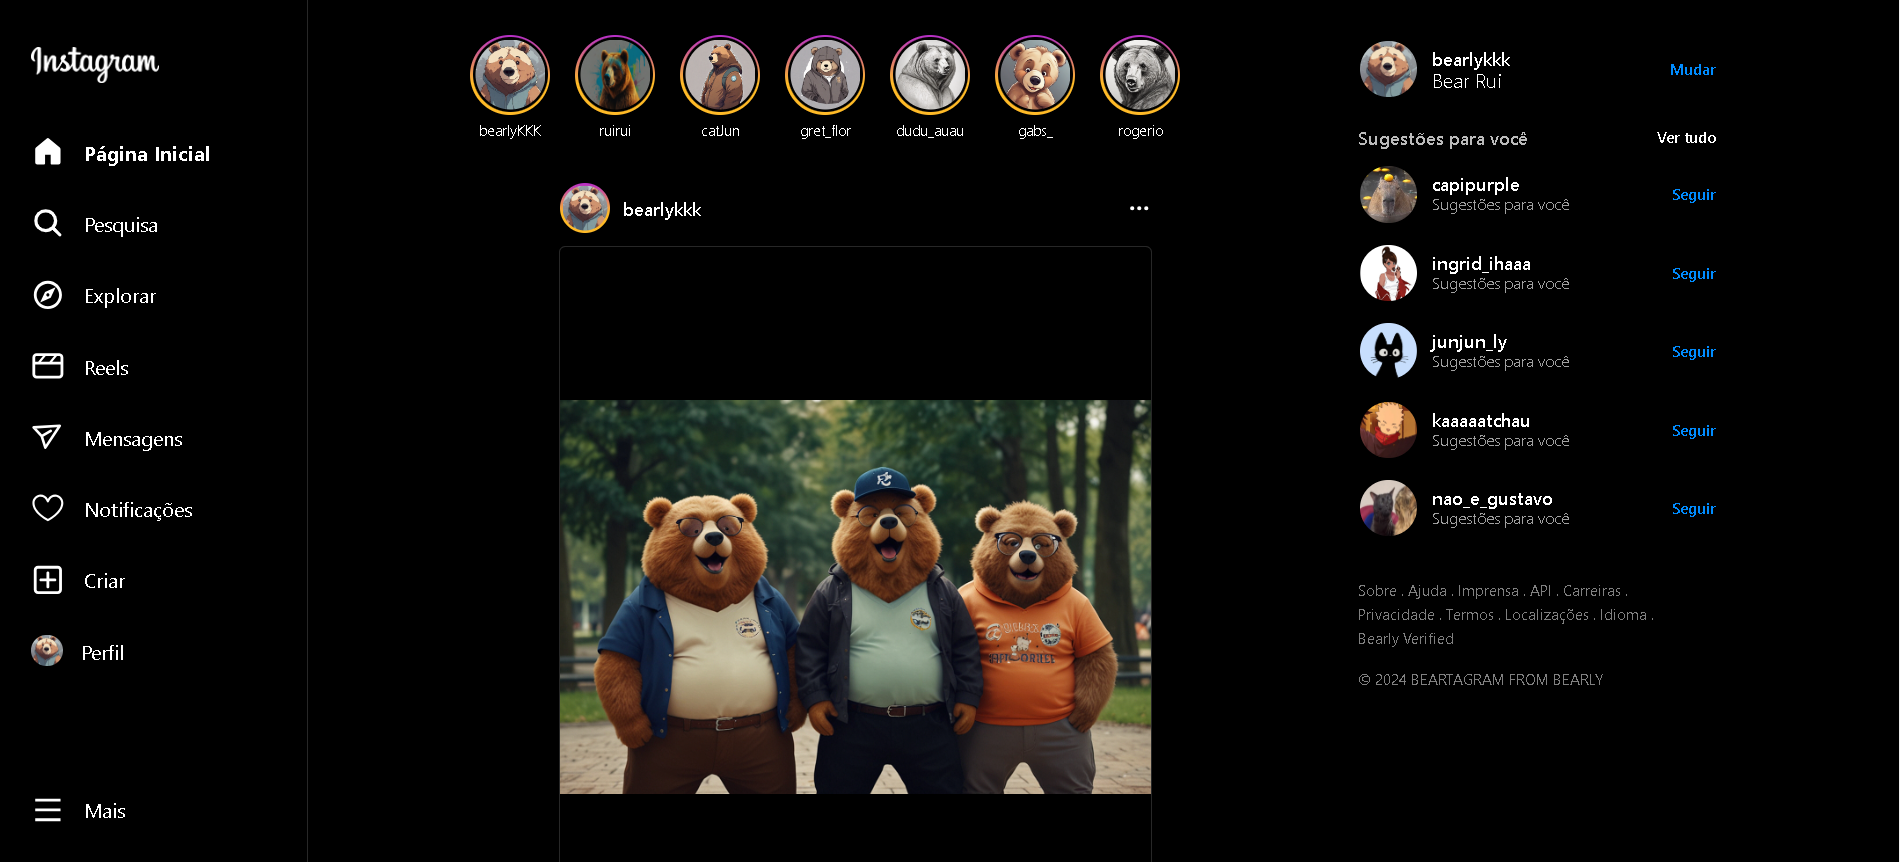 Instagram
Página Inicial
Pesquisa
Explorar
Reels
Mensagens
Notificações
Criar
Perfil
Mais
bearlyKKK
ruirui
catJun
gret_flor
dudu_auau
gabs_
rogerio
bearlykkk
bearlykkk
Bear Rui
Mudar
Sugestões para você
Ver tudo
capipurple
Sugestões para você
Seguir
ingrid_ihaaa
Sugestões para você
Seguir
junjun_ly
Sugestões para você
Seguir
kaaaaatchau
Sugestões para você
Seguir
nao_e_gustavo
Sugestões para você
Seguir
Sobre . Ajuda . Imprensa . API . Carreiras .
Privacidade . Termos . Localizações . Idioma .
Bearly Verified
© 2024 BEARTAGRAM FROM BEARLY